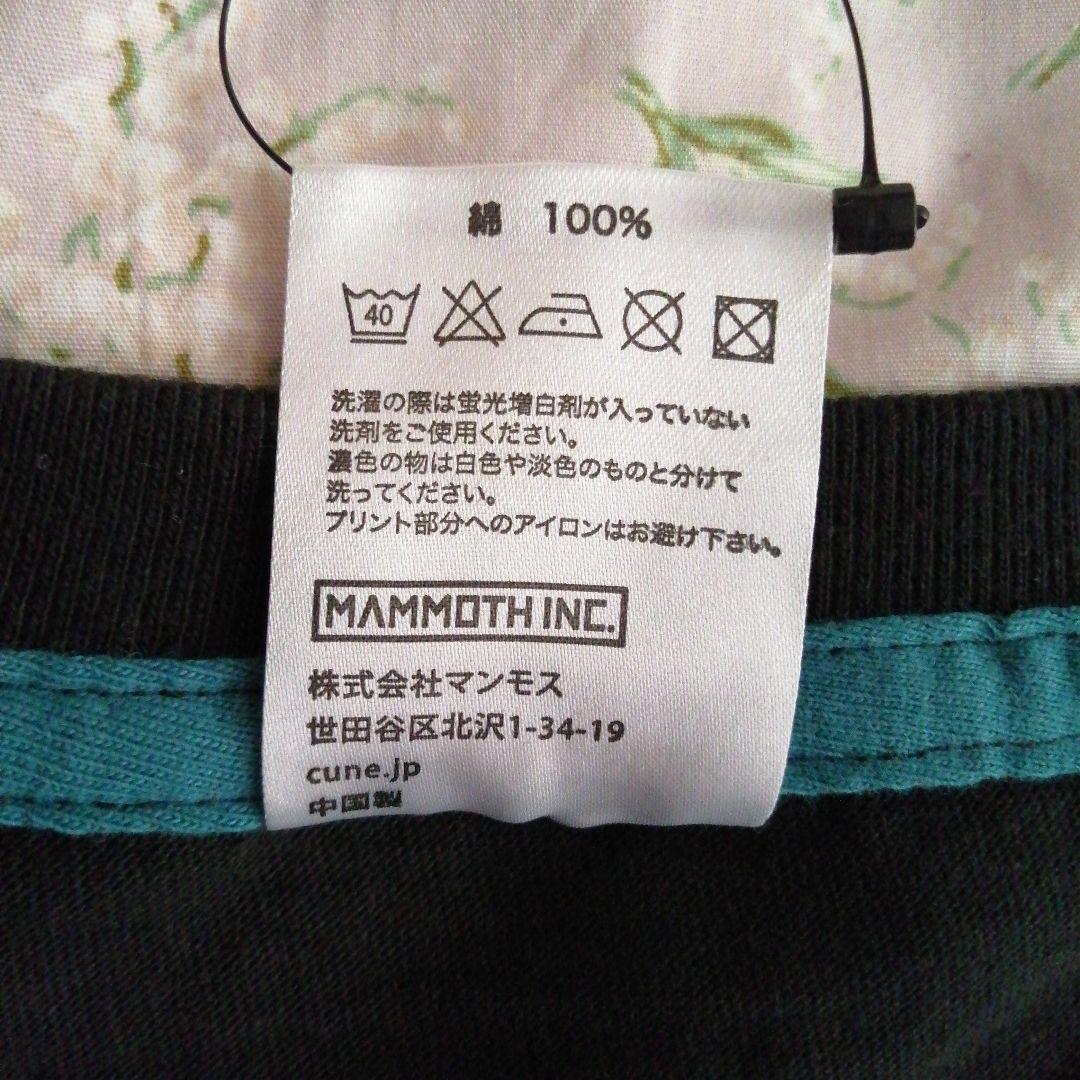 綿 100%
40
洗濯の際は蛍光増白剤が入っていない
洗剤をご使用ください。
濃色の物は白色や淡色のものと分けて
洗ってください。
プリント部分へのアイロンはお避け下さい。
MAMMOTH INC.
株式会社マンモス
世田谷区北沢1-34-19
cune.jp
中国産